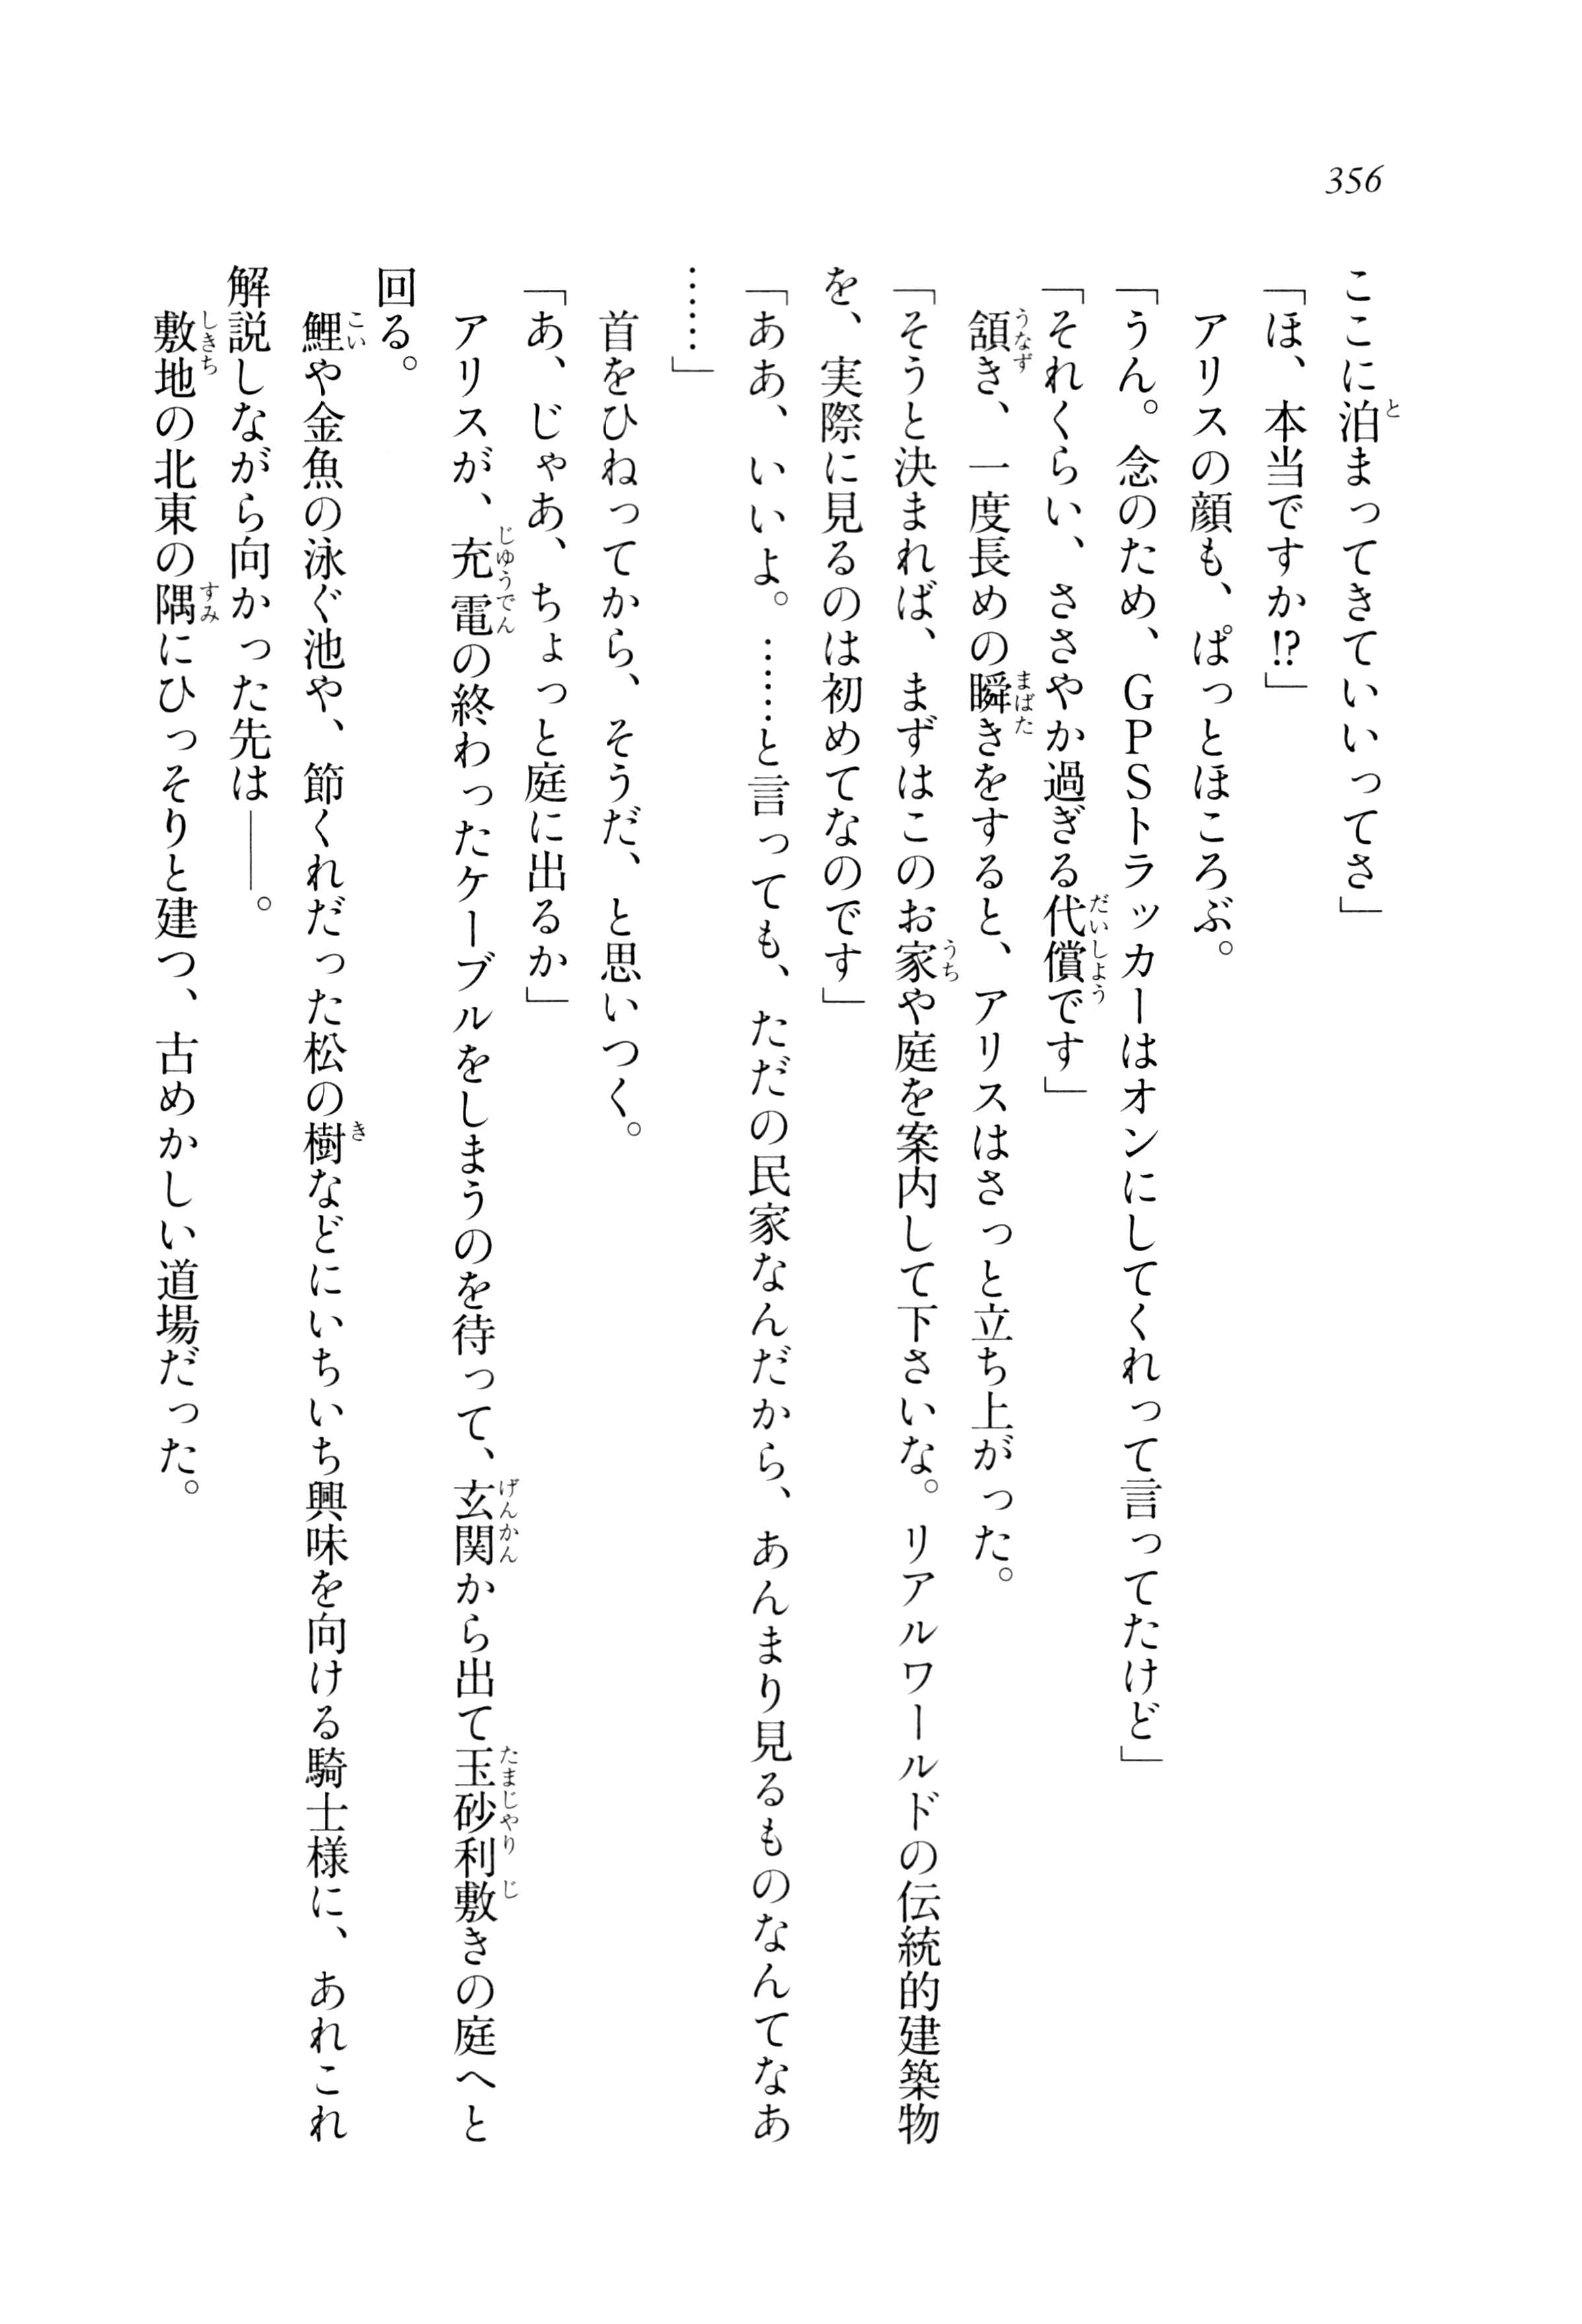 356
ここに泊まってきていいってさ」
「ほ、本当ですか!?」
アリスの顔も、ぱっとほころぶ。
「うん。念のため、GPSトラッカーはオンにしてくれって言ってたけど」
「それくらい、ささやか過ぎる代償です」
頷き、一度長めの瞬きをすると、アリスはさっと立ち上がった。
「そうと決まれば、まずはこのお家や庭を案内して下さいな。リアルワールドの伝統的建築物
を、実際に見るのは初めてなのです」
「ああ、いいよ。……と言っても、ただの民家なんだから、あんまり見るものなんてなあ
……」
首をひねってから、そうだ、と思いつく。
「あ、じゃあ、ちょっと庭に出るか」
アリスが、充電の終わったケーブルをしまうのを待って、玄関から出て玉砂利敷きの庭へと
回る。
鯉や金魚の泳ぐ池や、節くれだった松の樹などにいちいち興味を向ける騎士様に、あれこれ
解説しながら向かった先は――。
敷地の北東の隅にひっそりと建つ、古めかしい道場だった。